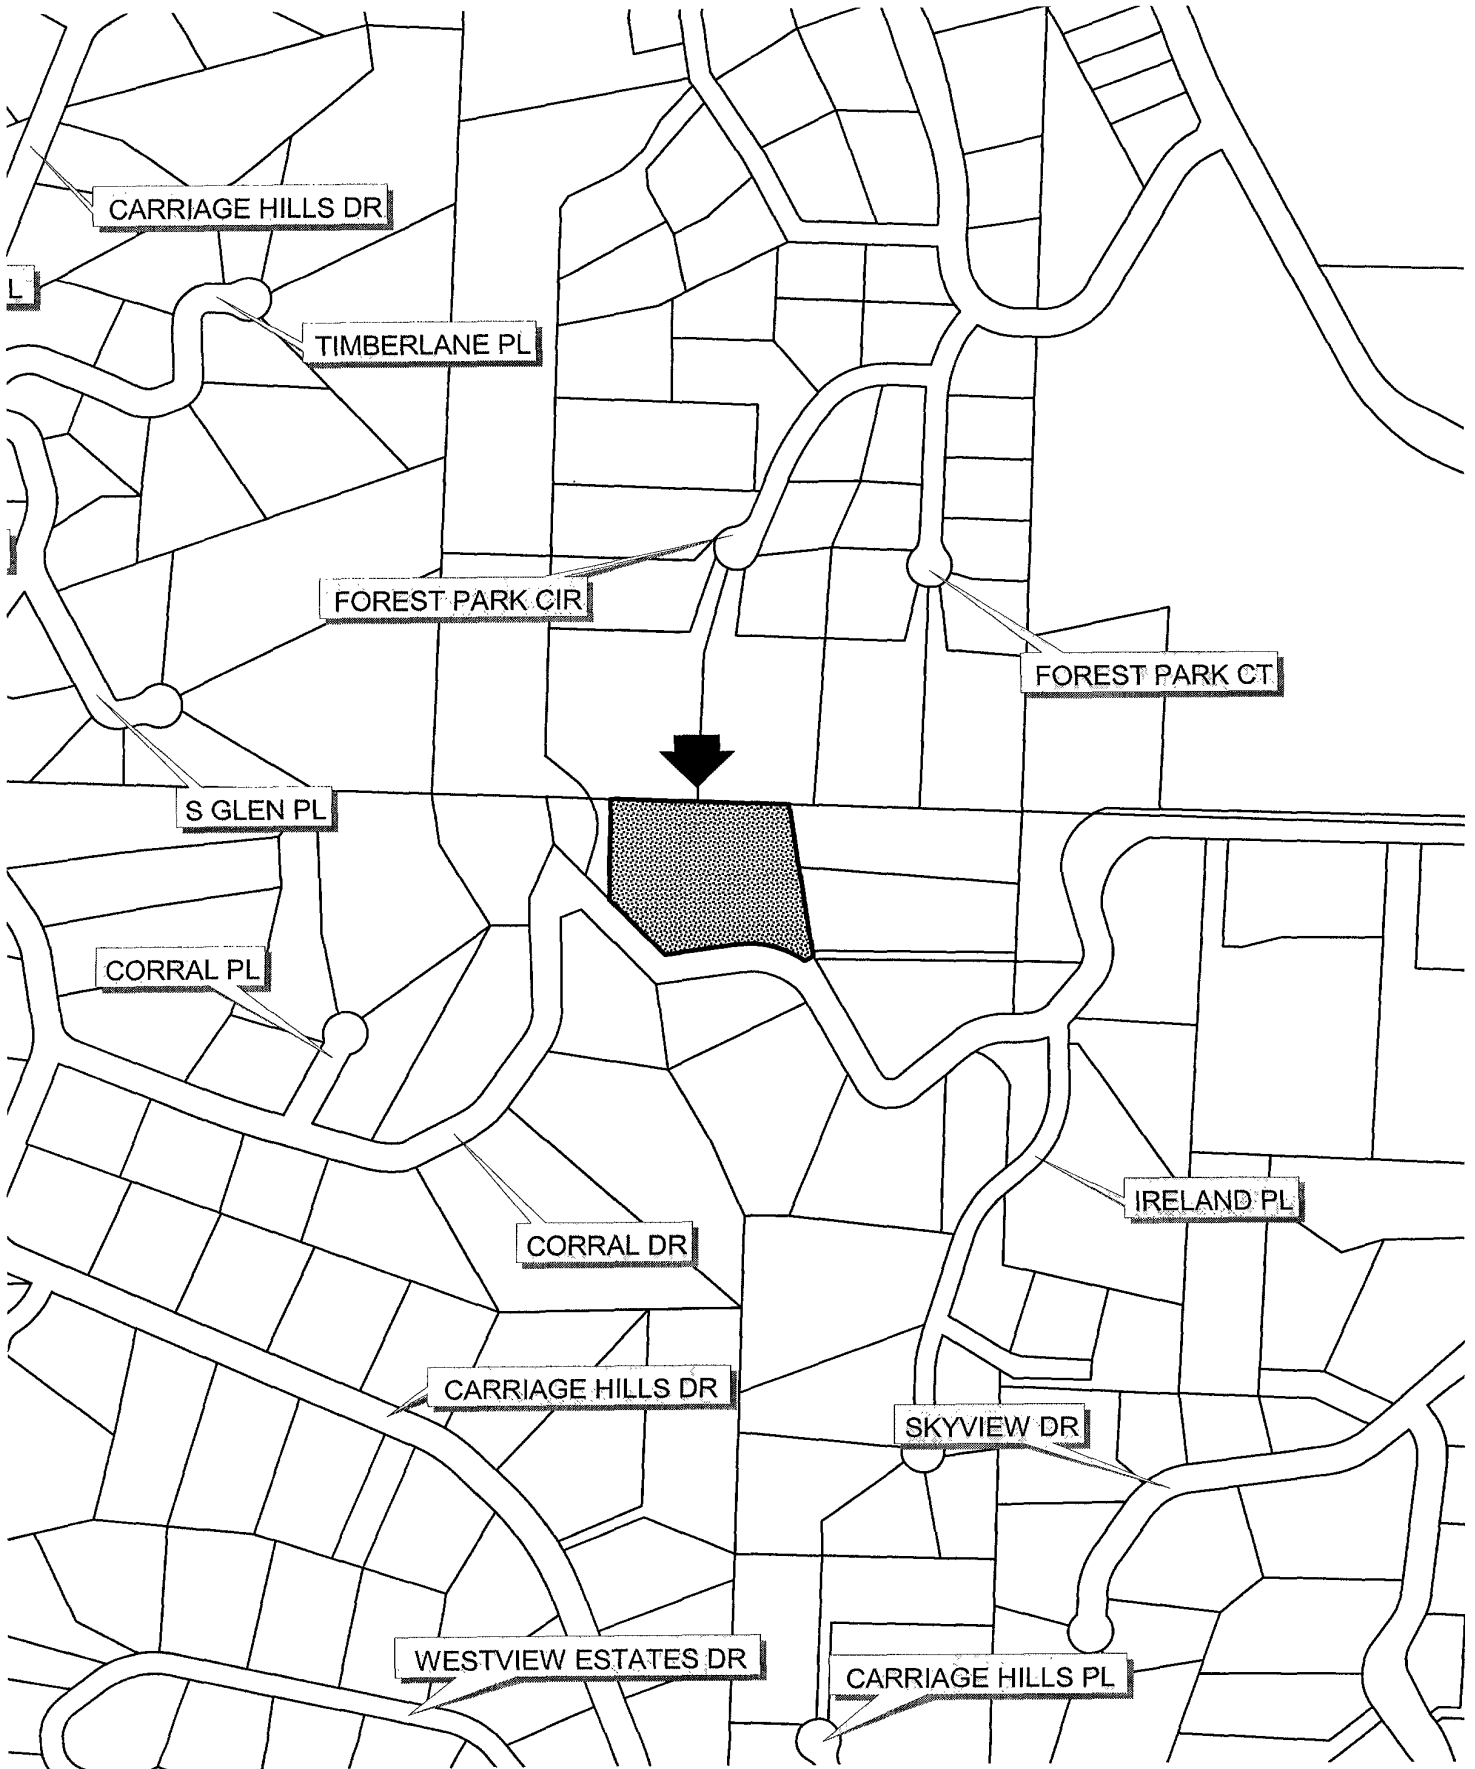 CARRIAGE HILLS DR
L
TIMBERLANE PL
FOREST PARK CIR
FOREST PARK CT
S GLEN PL
CORRAL PL
IRELAND PL
CORRAL DR
CARRIAGE HILLS DR
SKYVIEW DR
WESTVIEW ESTATES DR
CARRIAGE HILLS PL